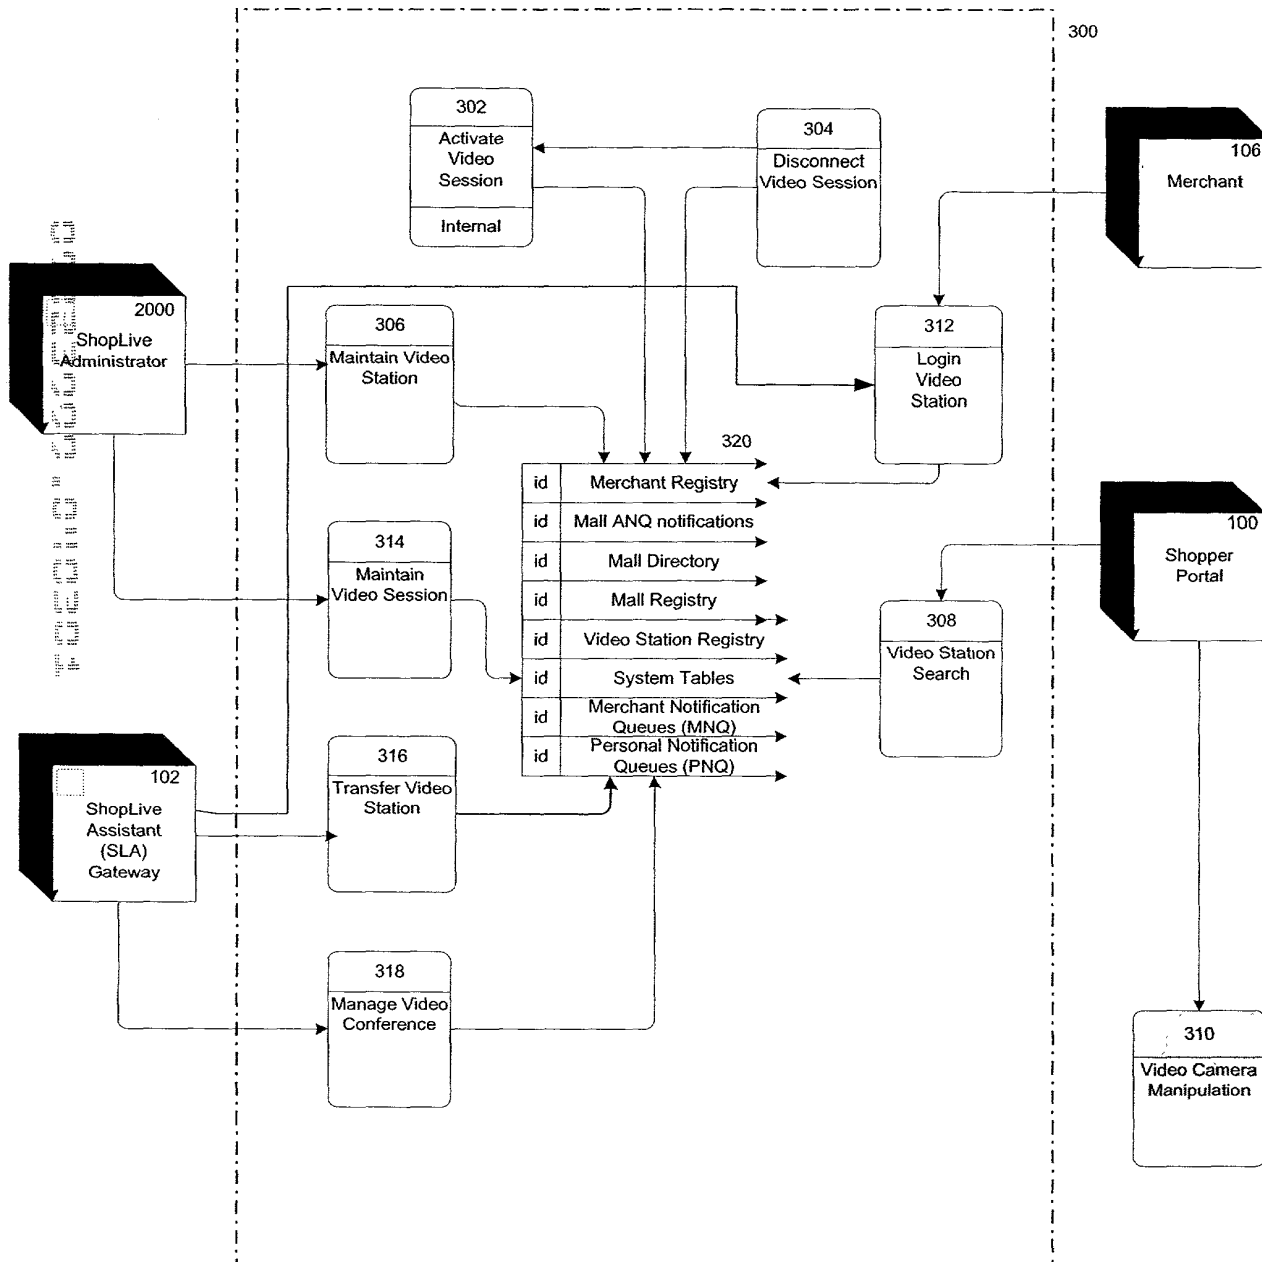 300
302
Activate
Video
Session
Internal
304
Disconnect
Video Session
106
Merchant
2000
ShopLive
Administrator
306
Maintain Video
Station
312
Login
Video
Station
320
id Merchant Registry
id Mall ANQ notifications
id Mall Directory
id Mall Registry
id Video Station Registry
id System Tables
id Merchant Notification
Queues (MNQ)
id Personal Notification
Queues (PNQ)
314
Maintain
Video Session
100
Shopper
Portal
308
Video Station
Search
102
ShopLive
Assistant
(SLA)
Gateway
316
Transfer Video
Station
318
Manage Video
Conference
310
Video Camera
Manipulation